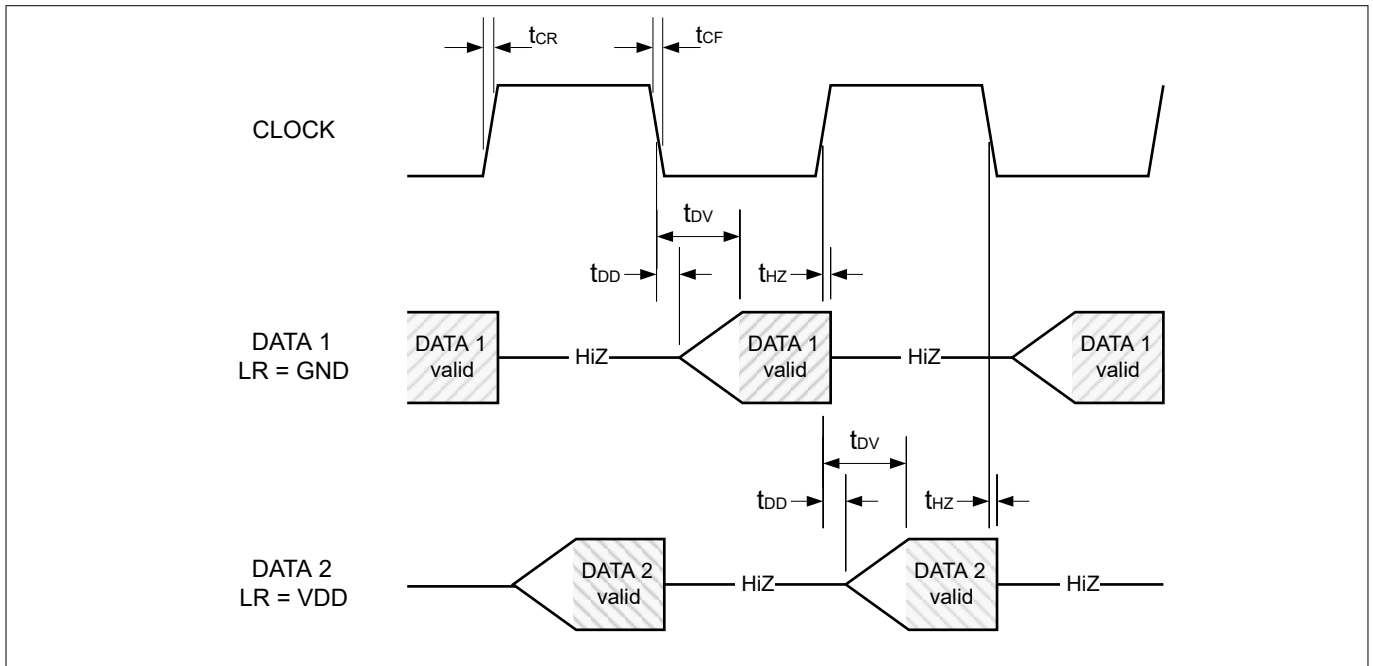 tCR
tCF
CLOCK
tDV
tDD
tHZ
DATA 1
LR = GND
DATA 1
valid
HiZ
DATA 1
valid
HiZ
DATA 1
valid
tDV
tDD
tHZ
DATA 2
LR = VDD
DATA 2
valid
HiZ
DATA 2
valid
HiZ